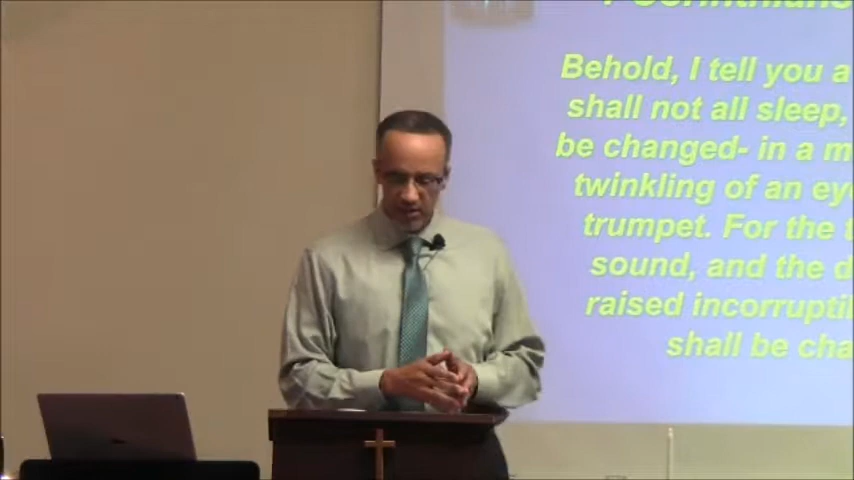 Behold, I tell you a
shall not all sleep,
be changed- in a m
twinkling of an eye
trumpet. For the t
sound, and the d
raised incorruptib
shall be cha